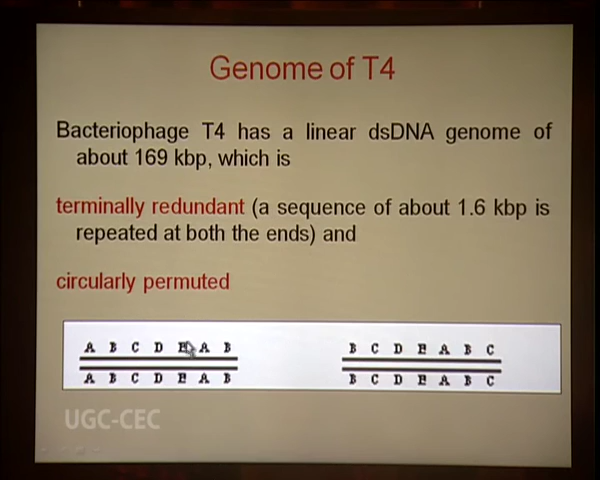 Genome of T4
Bacteriophage T4 has a linear dsDNA genome of
about 169 kbp, which is
terminally redundant (a sequence of about 1.6 kbp is
repeated at both the ends) and
circularly permuted
A B C D E A B
A B C D E A B
B C D E A B C
B C D E A B C
UGC-CEC